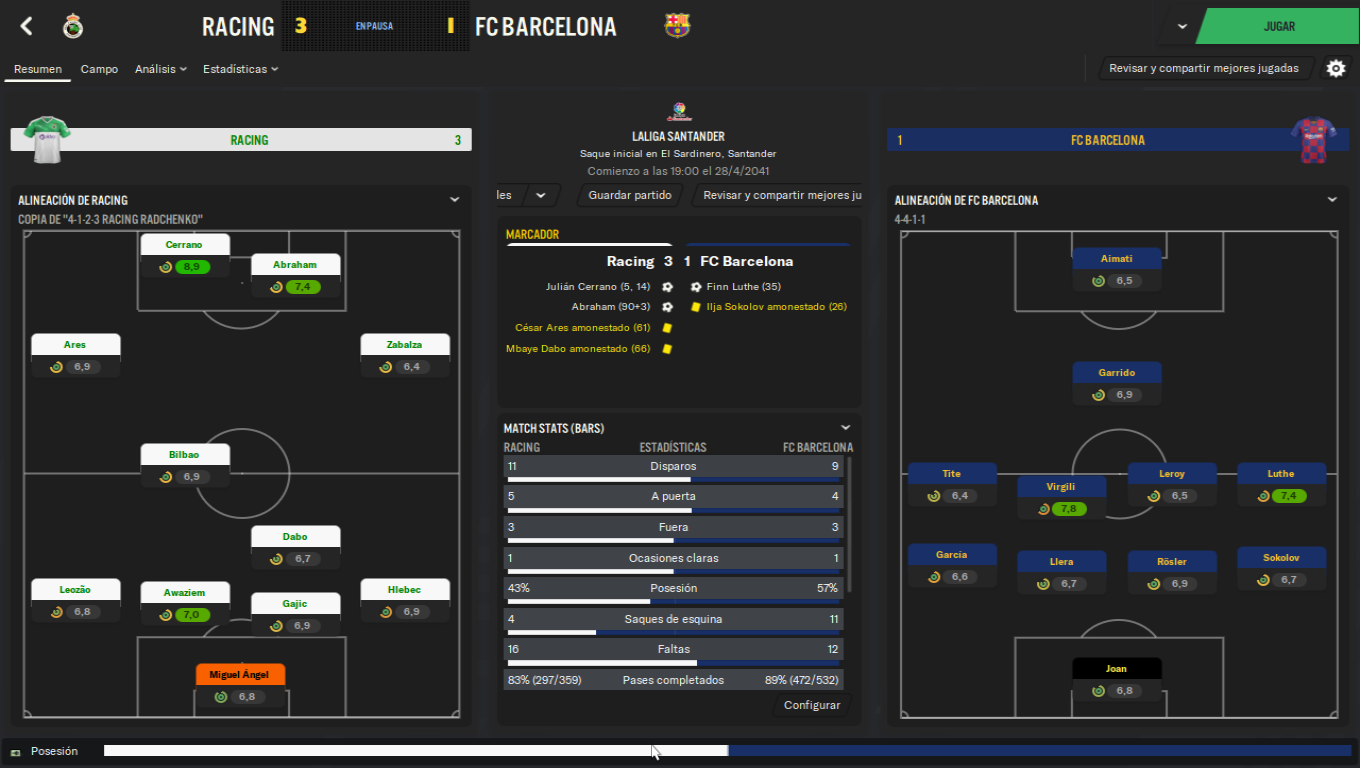 RACING 3 EN PAUSA 1 FC BARCELONA
JUGAR
Resumen Campo Análisis Estadísticas
Revisar y compartir mejores jugadas
RACING 3
LALIGA SANTANDER
Saque inicial en El Sardinero, Santander
Comienzo a las 19:00 el 28/4/2041
les Guardar partido Revisar y compartir mejores ju
1 FC BARCELONA
ALINEACIÓN DE RACING
COPIA DE "4-1-2-3 RACING RADCHENKO"
Cerrano
8,9
Abraham
7,4
Ares
6,9
Zabalza
6,4
Bilbao
6,9
Dabo
6,7
Leozão
6,8
Awaziem
7,0
Gajic
6,9
Hlebec
6,9
Miguel Ángel
6,8
MARCADOR
Racing 3 1 FC Barcelona
Julián Cerrano (5, 14) Finn Luthe (35)
Abraham (90+3) Ilja Sokolov amonestado (26)
César Ares amonestado (61)
Mbaye Dabo amonestado (66)
MATCH STATS (BARS)
RACING ESTADÍSTICAS FC BARCELONA
11 Disparos 9
5 A puerta 4
3 Fuera 3
1 Ocasiones claras 1
43% Posesión 57%
4 Saques de esquina 11
16 Faltas 12
83% (297/359) Pases completados 89% (472/532)
Configurar
ALINEACIÓN DE FC BARCELONA
4-4-1-1
Aimati
6,5
Garrido
6,9
Tite
6,4
Virgili
7,8
Leroy
6,5
Luthe
7,4
García
6,6
Llera
6,7
Rösler
6,9
Sokolov
6,7
Joan
6,8
Posesión